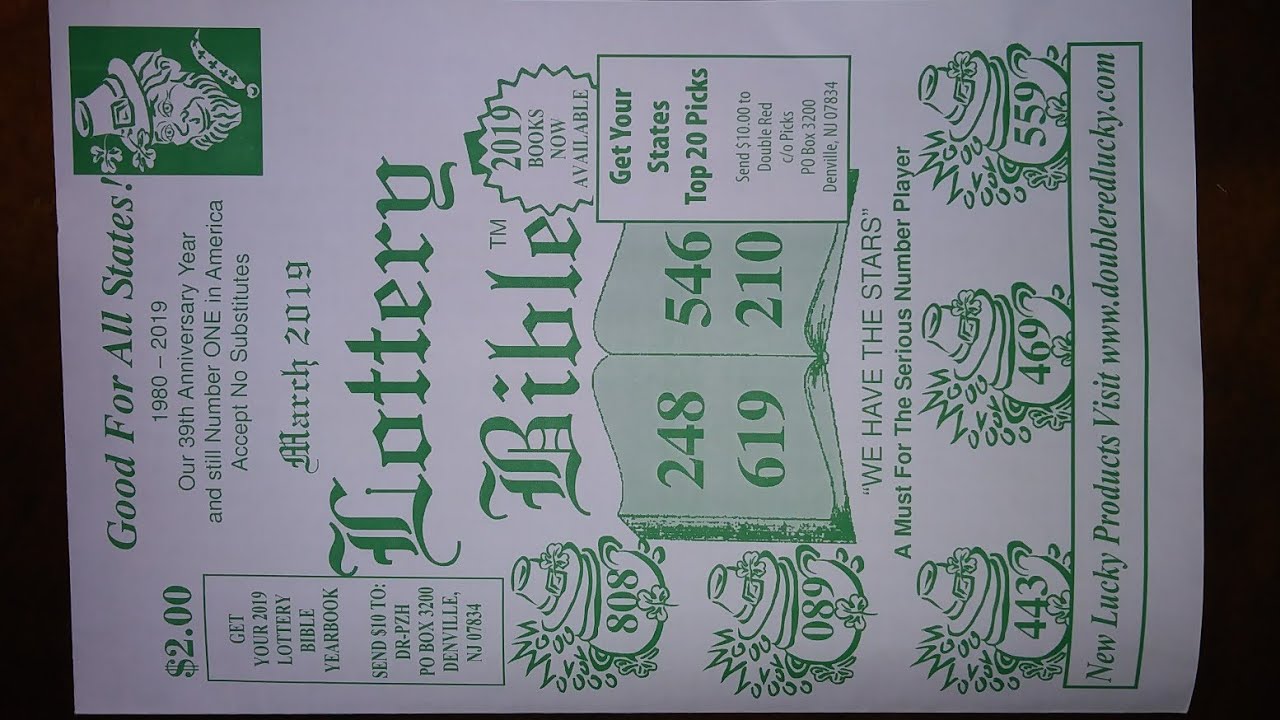 $2.00
Good For All States!
1980 – 2019
Our 39th Anniversary Year
and still Number ONE in America
Accept No Substitutes
GET
YOUR 2019
LOTTERY
BIBLE
YEARBOOK
SEND $10 TO:
DR-PZH
PO BOX 3200
DENVILLE,
NJ 07834
March 2019
Lottery
Bible™
2019
BOOKS
NOW
AVAILABLE
Get Your
States
Top 20 Picks
Send $10.00 to
Double Red
c/o Picks
PO Box 3200
Denville, NJ 07834
808
248 546
619 210
089
"WE HAVE THE STARS"
A Must For The Serious Number Player
443 469 559
New Lucky Products Visit www.doubleredlucky.com